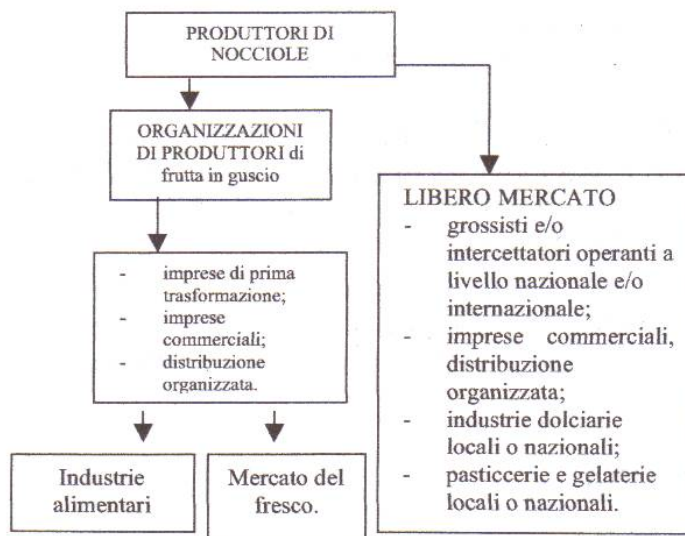 PRODUTTORI DI
NOCCIOLE
ORGANIZZAZIONI
DI PRODUTTORI di
frutta in guscio
- imprese di prima
trasformazione;
- imprese
commerciali;
- distribuzione
organizzata.
Industrie
alimentari
Mercato del
fresco.
LIBERO MERCATO
- grossisti e/o
intercettatori operanti a
livello nazionale e/o
internazionale;
- imprese commerciali,
distribuzione
organizzata;
- industrie dolciarie
locali o nazionali;
- pasticcerie e gelaterie
locali o nazionali.